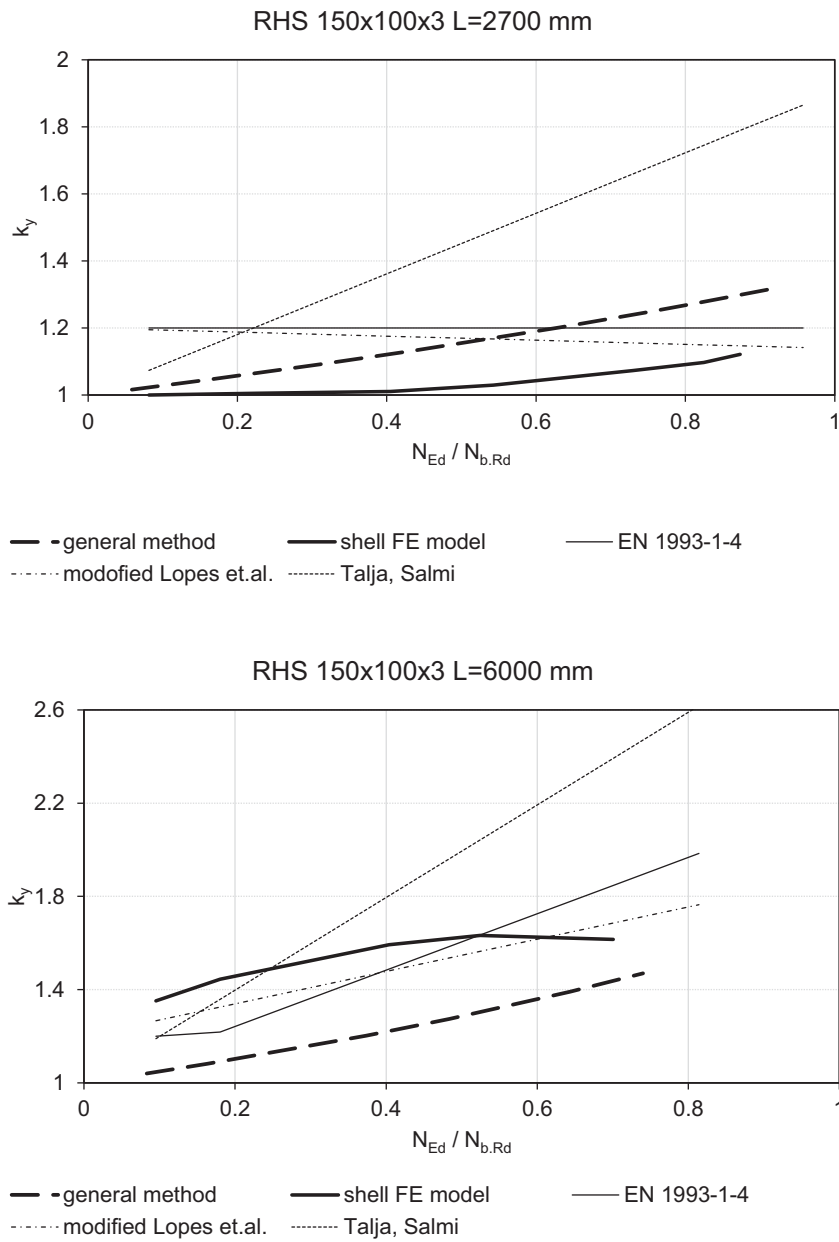 RHS 150x100x3 L=2700 mm
2
1.8
1.6
1.4
1.2
1
k_y
0 0.2 0.4 0.6 0.8 1
N_Ed / N_b.Rd
general method shell FE model EN 1993-1-4
modofied Lopes et.al. Talja, Salmi
RHS 150x100x3 L=6000 mm
2.6
2.2
1.8
1.4
1
k_y
0 0.2 0.4 0.6 0.8 1
N_Ed / N_b.Rd
general method shell FE model EN 1993-1-4
modified Lopes et.al. Talja, Salmi